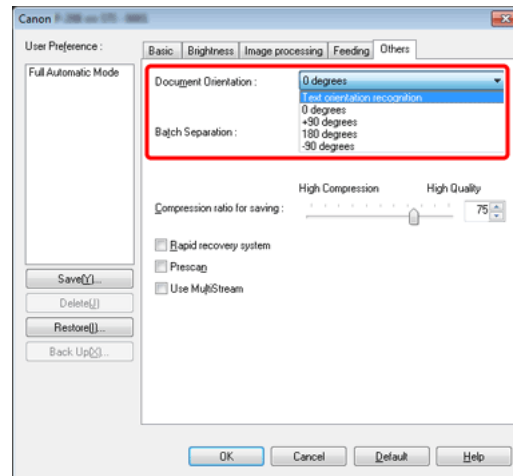 Canon
User Preference :
Full Automatic Mode
Save(Y)...
Delete(J)
Restore(I)...
Back Up(X)...
Basic Brightness Image processing Feeding Others
Document Orientation : 0 degrees
Text orientation recognition
0 degrees
+90 degrees
180 degrees
-90 degrees
Batch Separation :
High Compression High Quality
Compression ratio for saving : 75
Rapid recovery system
Prescan
Use MultiStream
OK Cancel Default Help